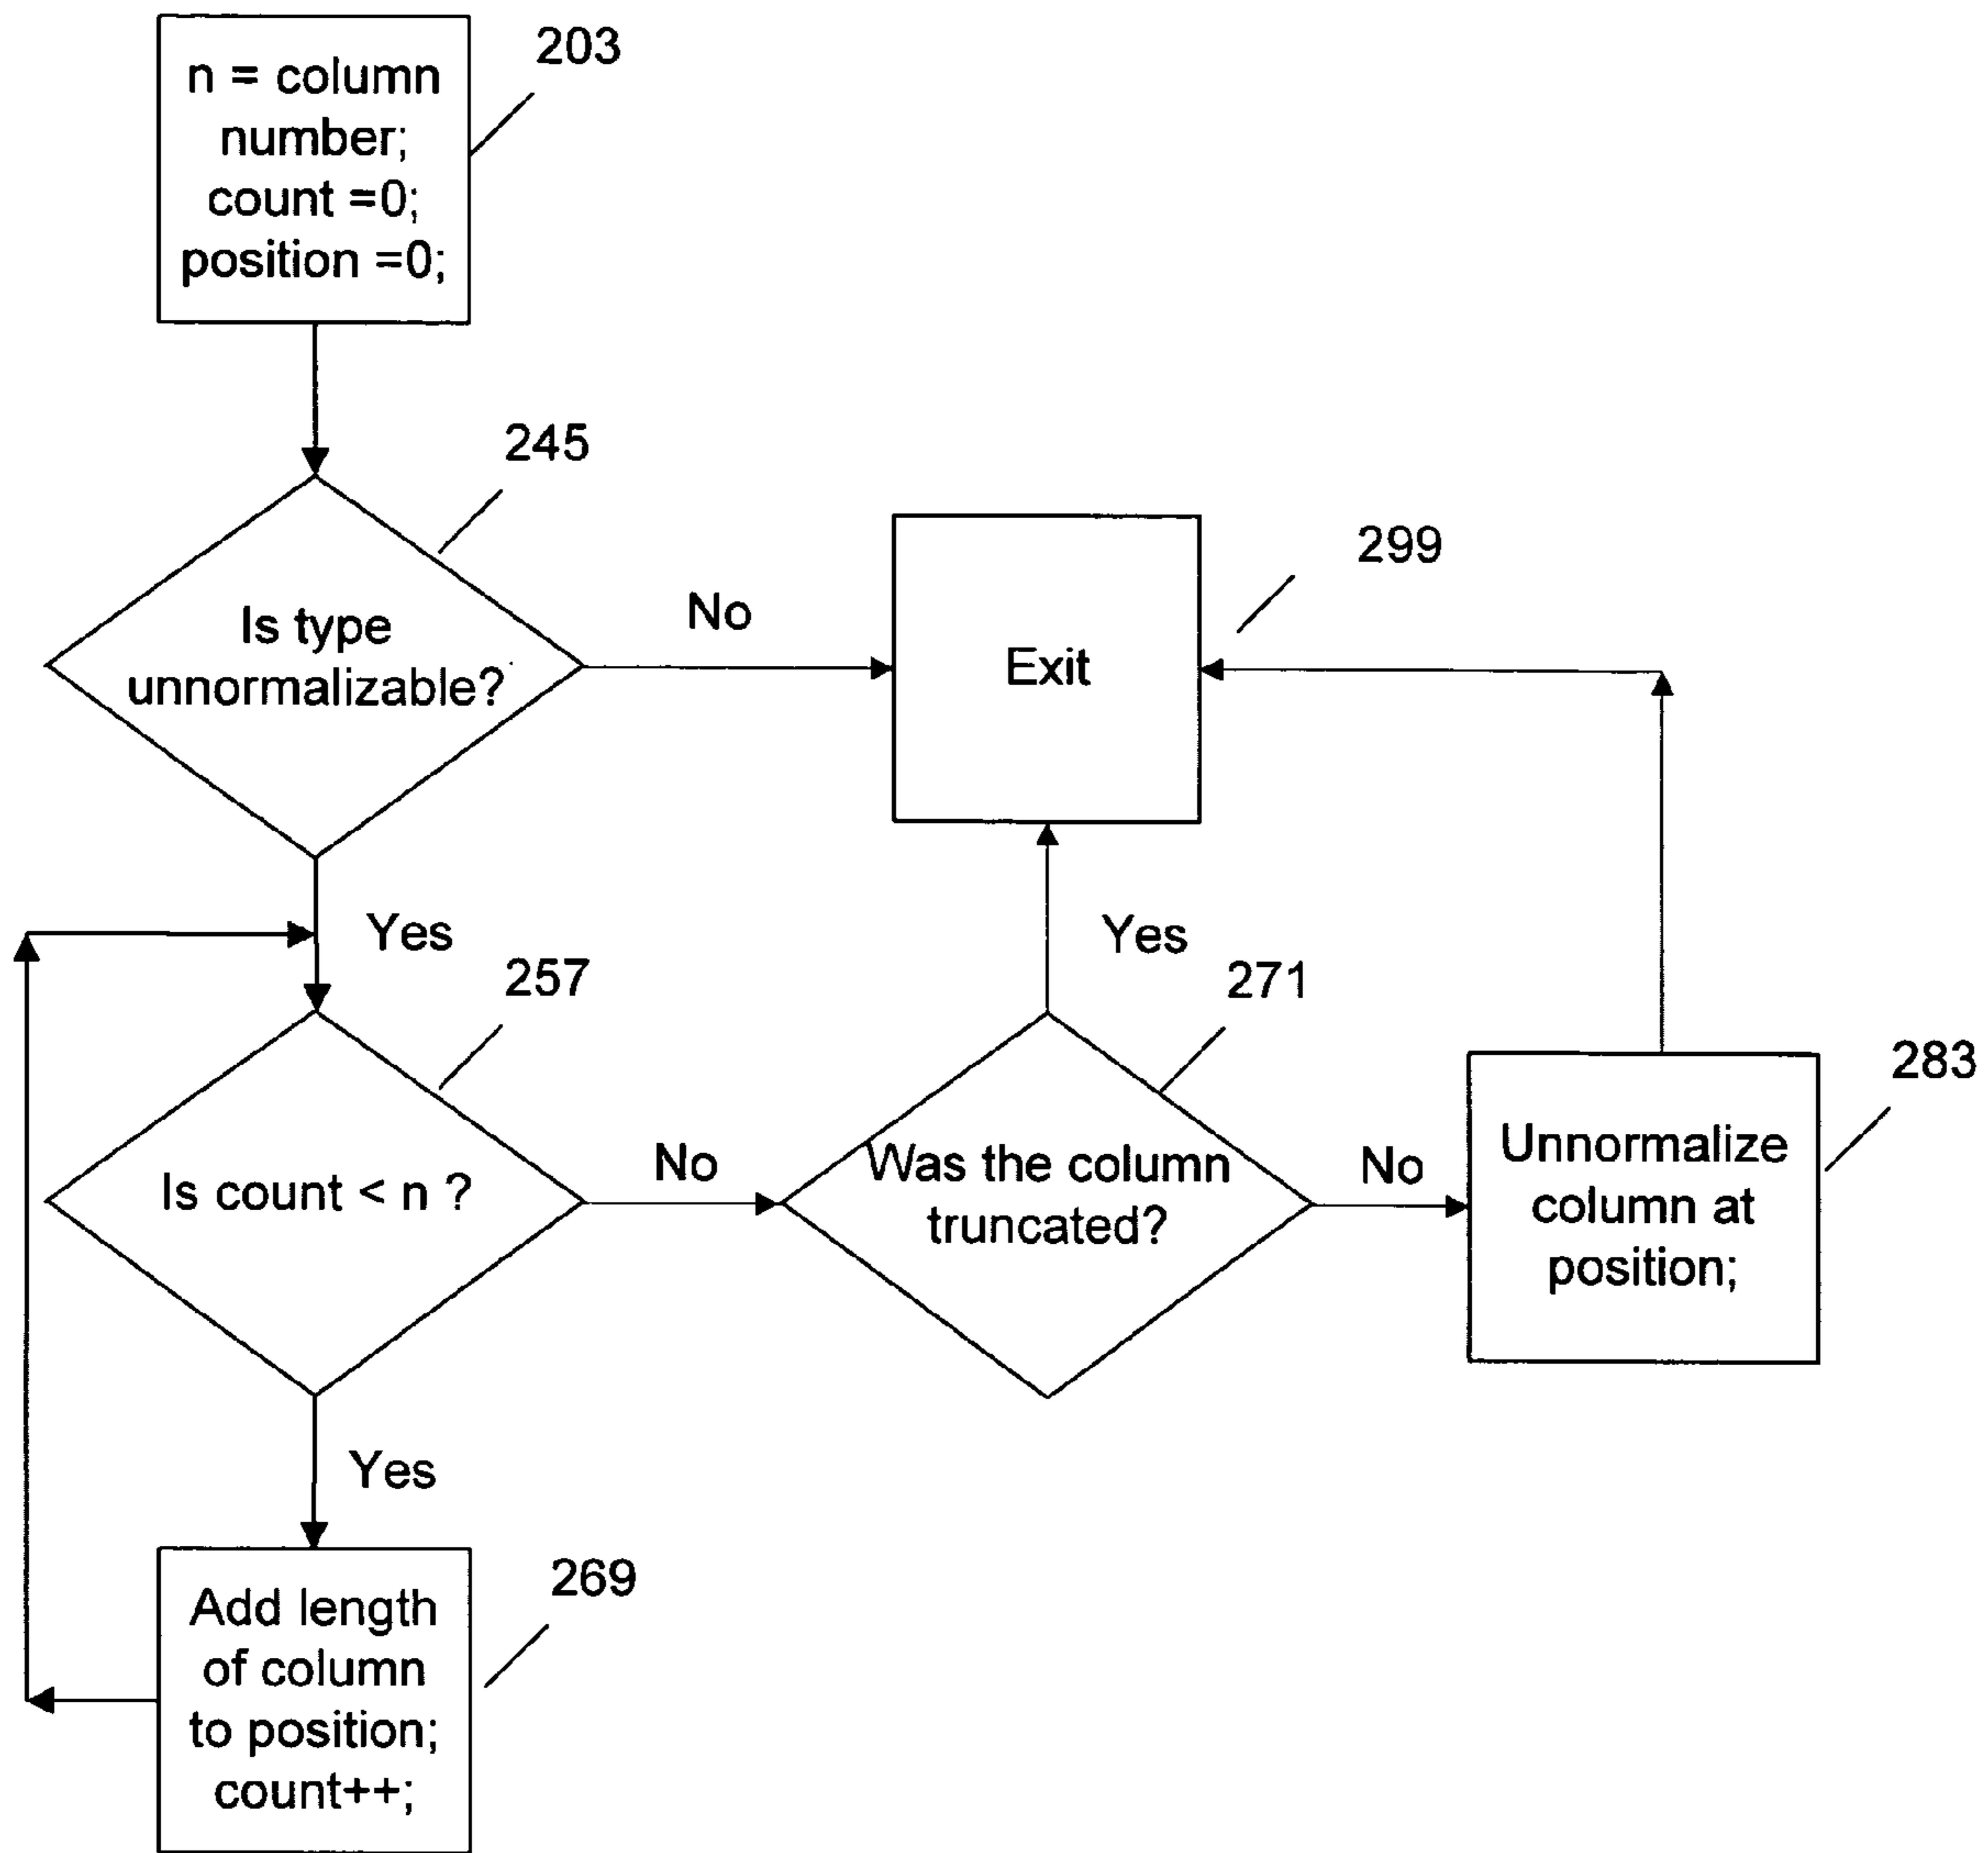 203
n = column
number;
count =0;
position =0;
245
Is type
unnormalizable?
No
299
Exit
Yes
257
Is count < n ?
No
Yes
271
Was the column
truncated?
No
283
Unnormalize
column at
position;
Yes
269
Add length
of column
to position;
count++;